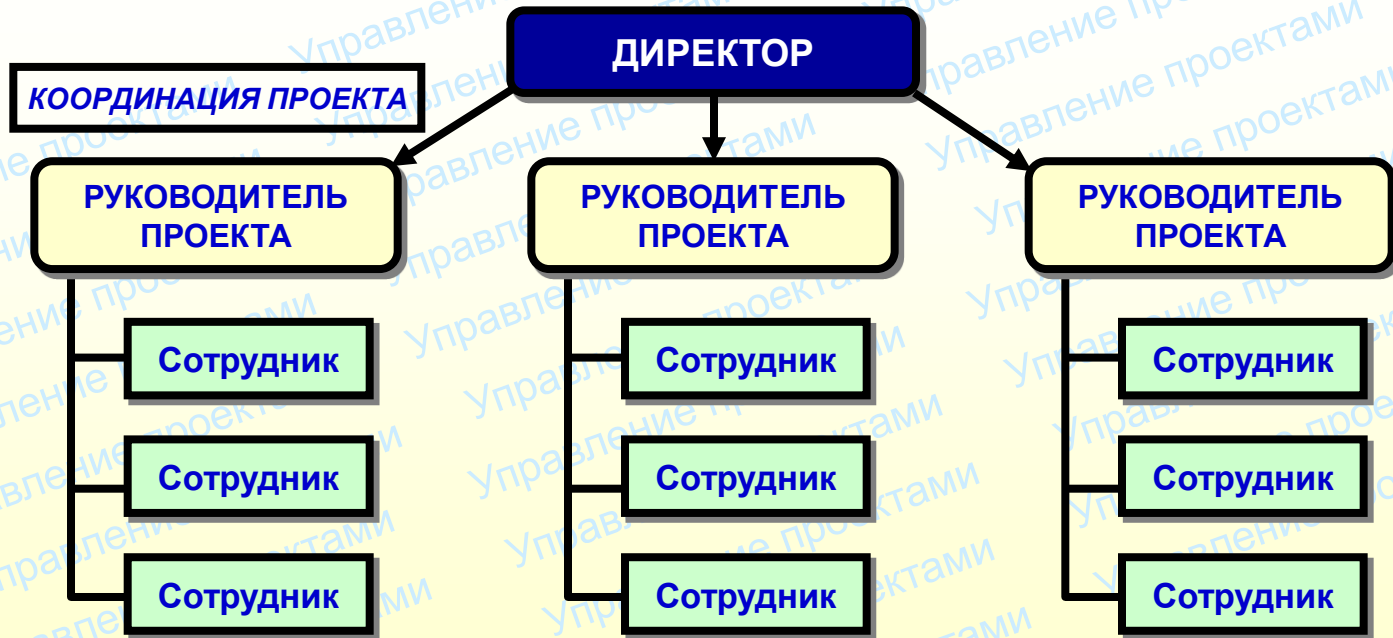 ДИРЕКТОР
КООРДИНАЦИЯ ПРОЕКТА
РУКОВОДИТЕЛЬ
ПРОЕКТА
РУКОВОДИТЕЛЬ
ПРОЕКТА
РУКОВОДИТЕЛЬ
ПРОЕКТА
Сотрудник
Сотрудник
Сотрудник
Сотрудник
Сотрудник
Сотрудник
Сотрудник
Сотрудник
Сотрудник
Управление проектами